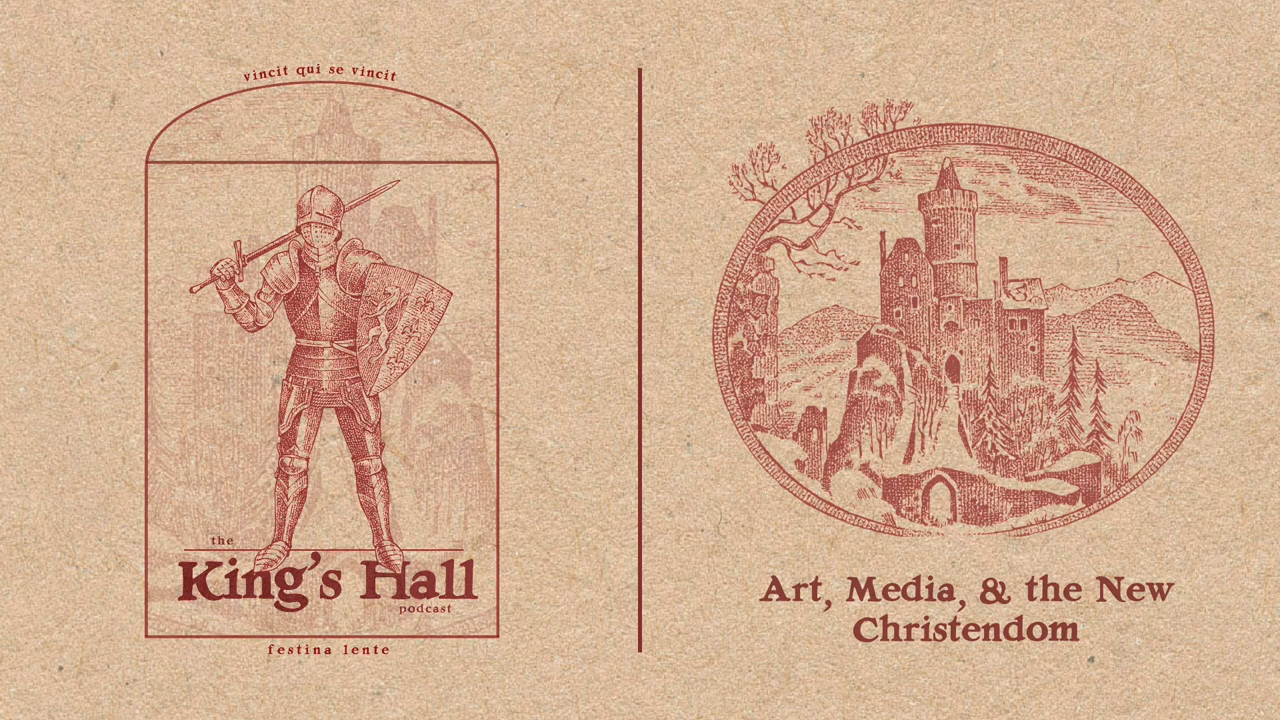 vincit qui se vincit
the
King's Hall
podcast
festina lente
Art, Media, & the New
Christendom